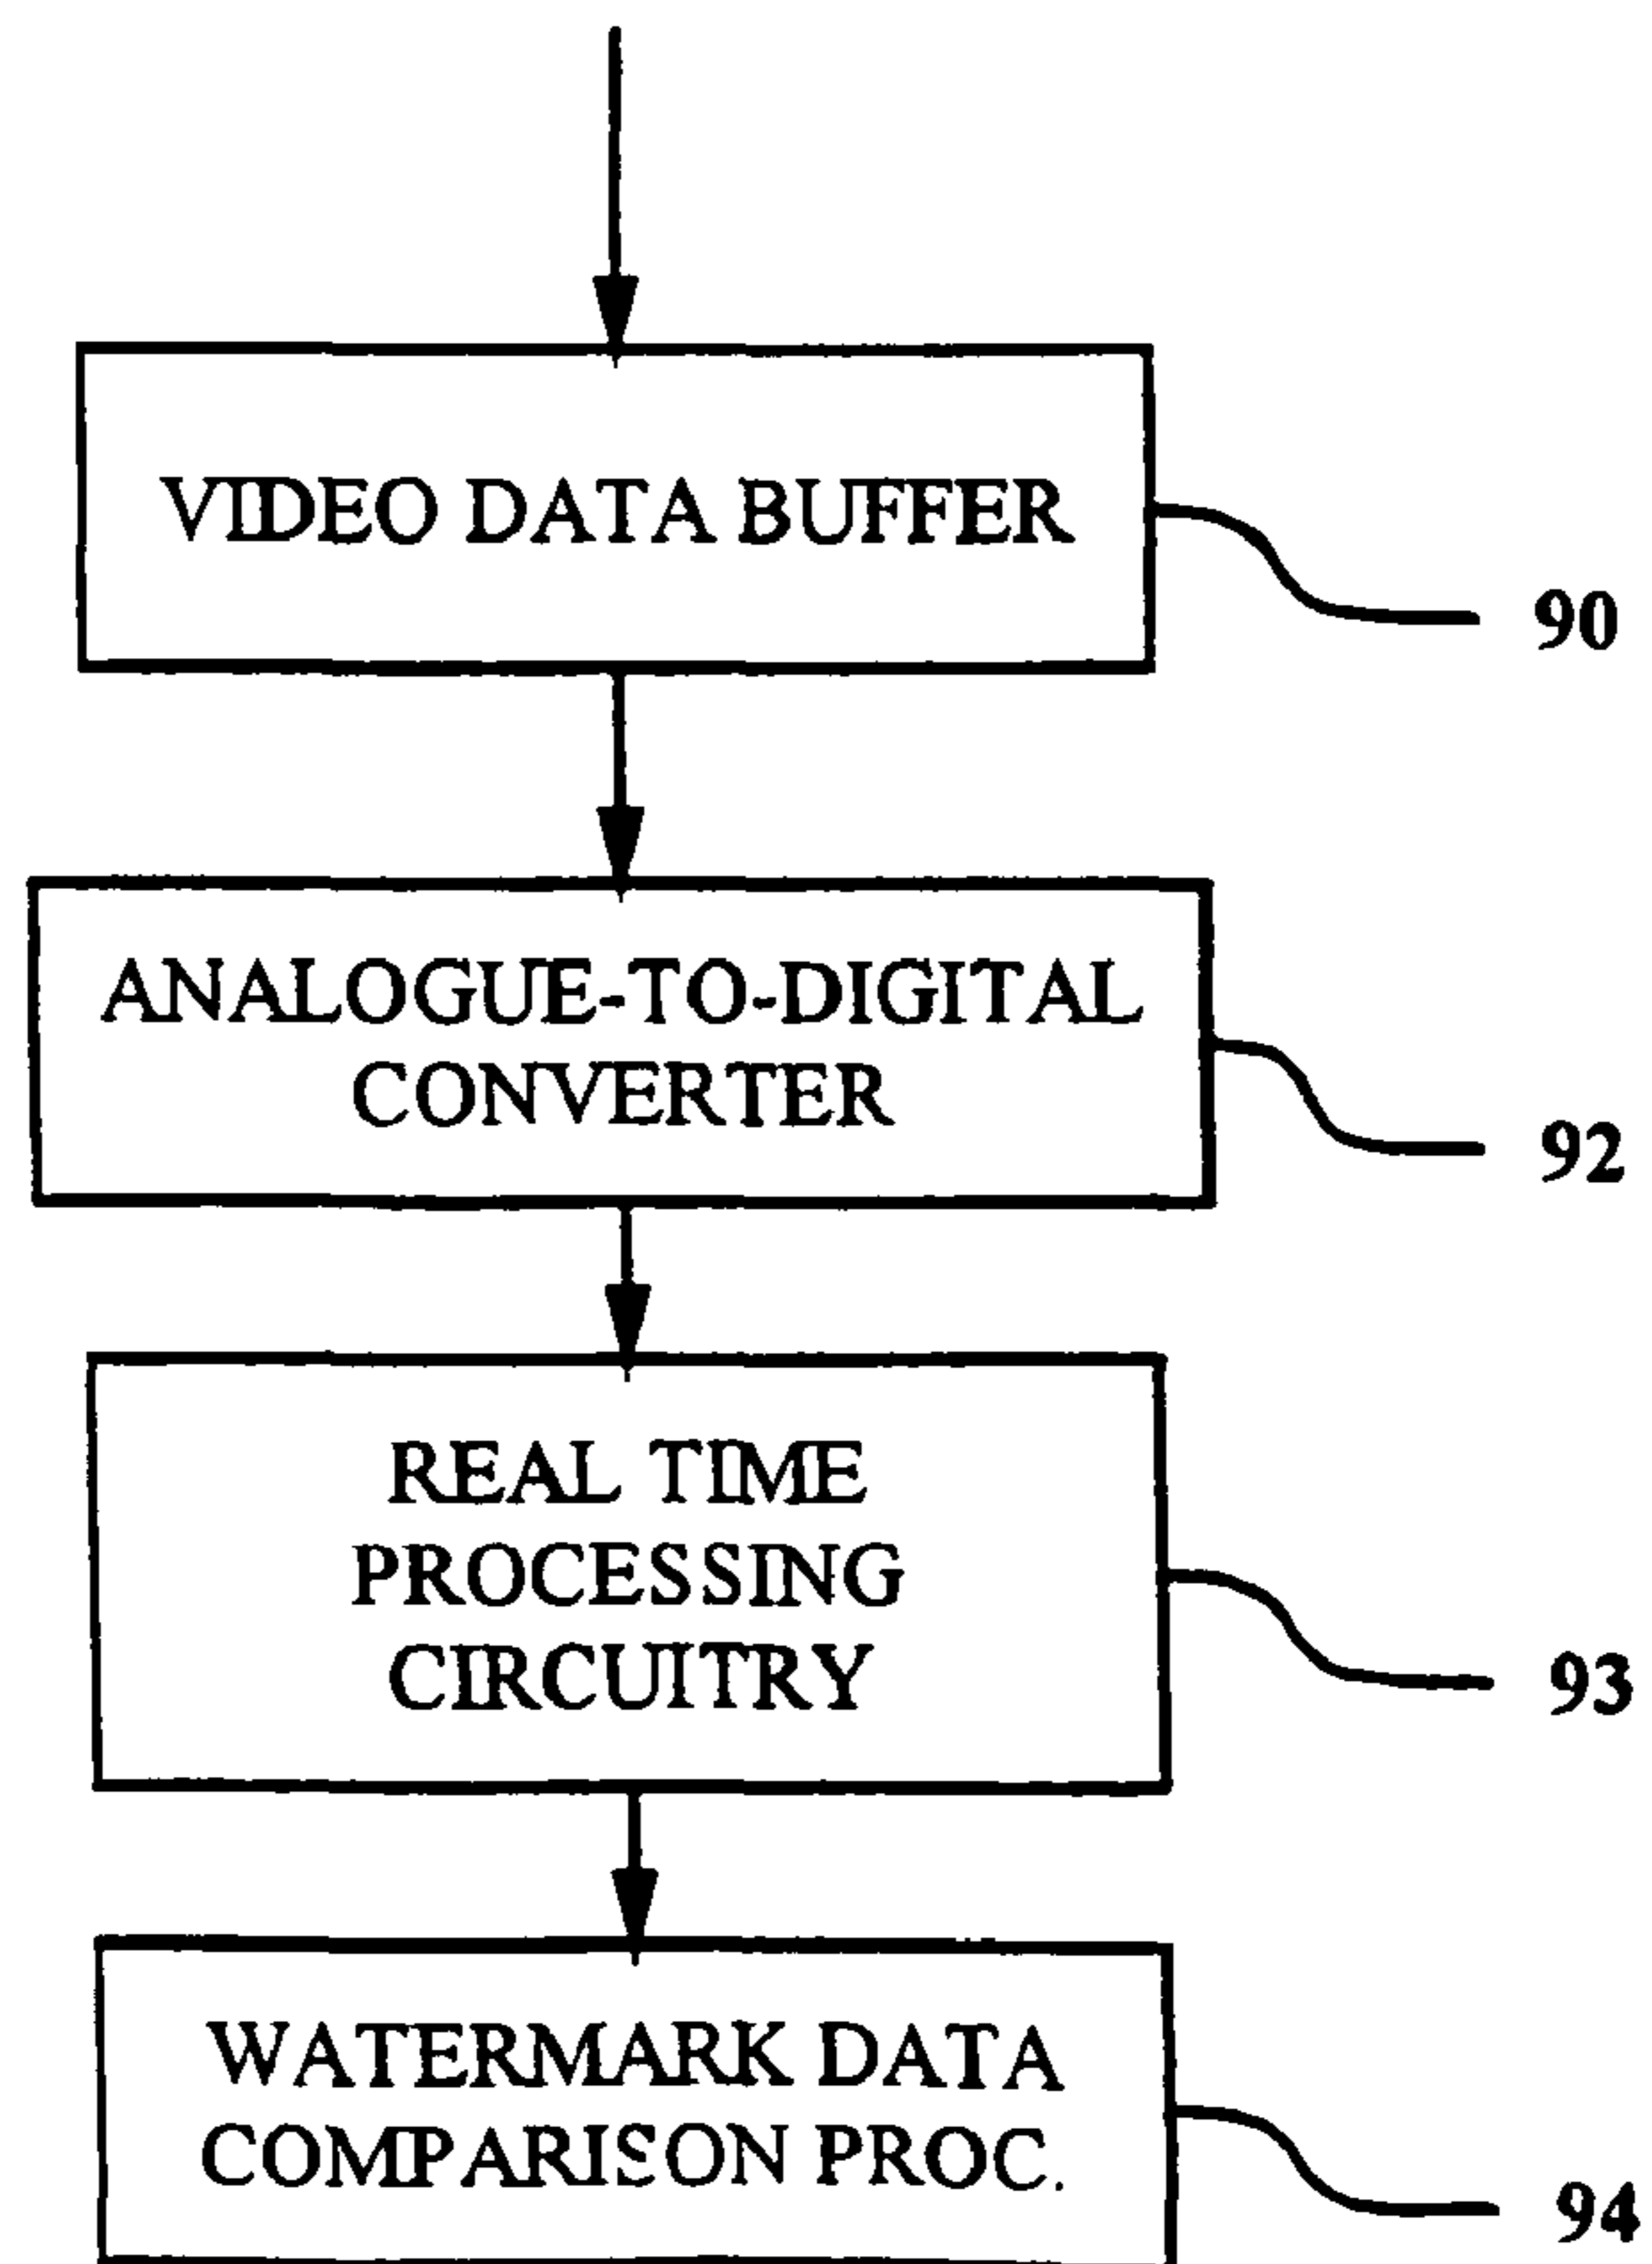 VIDEO DATA BUFFER
90
ANALOGUE-TO-DIGITAL
CONVERTER
92
REAL TIME
PROCESSING
CIRCUITRY
93
WATERMARK DATA
COMPARISON PROC.
94